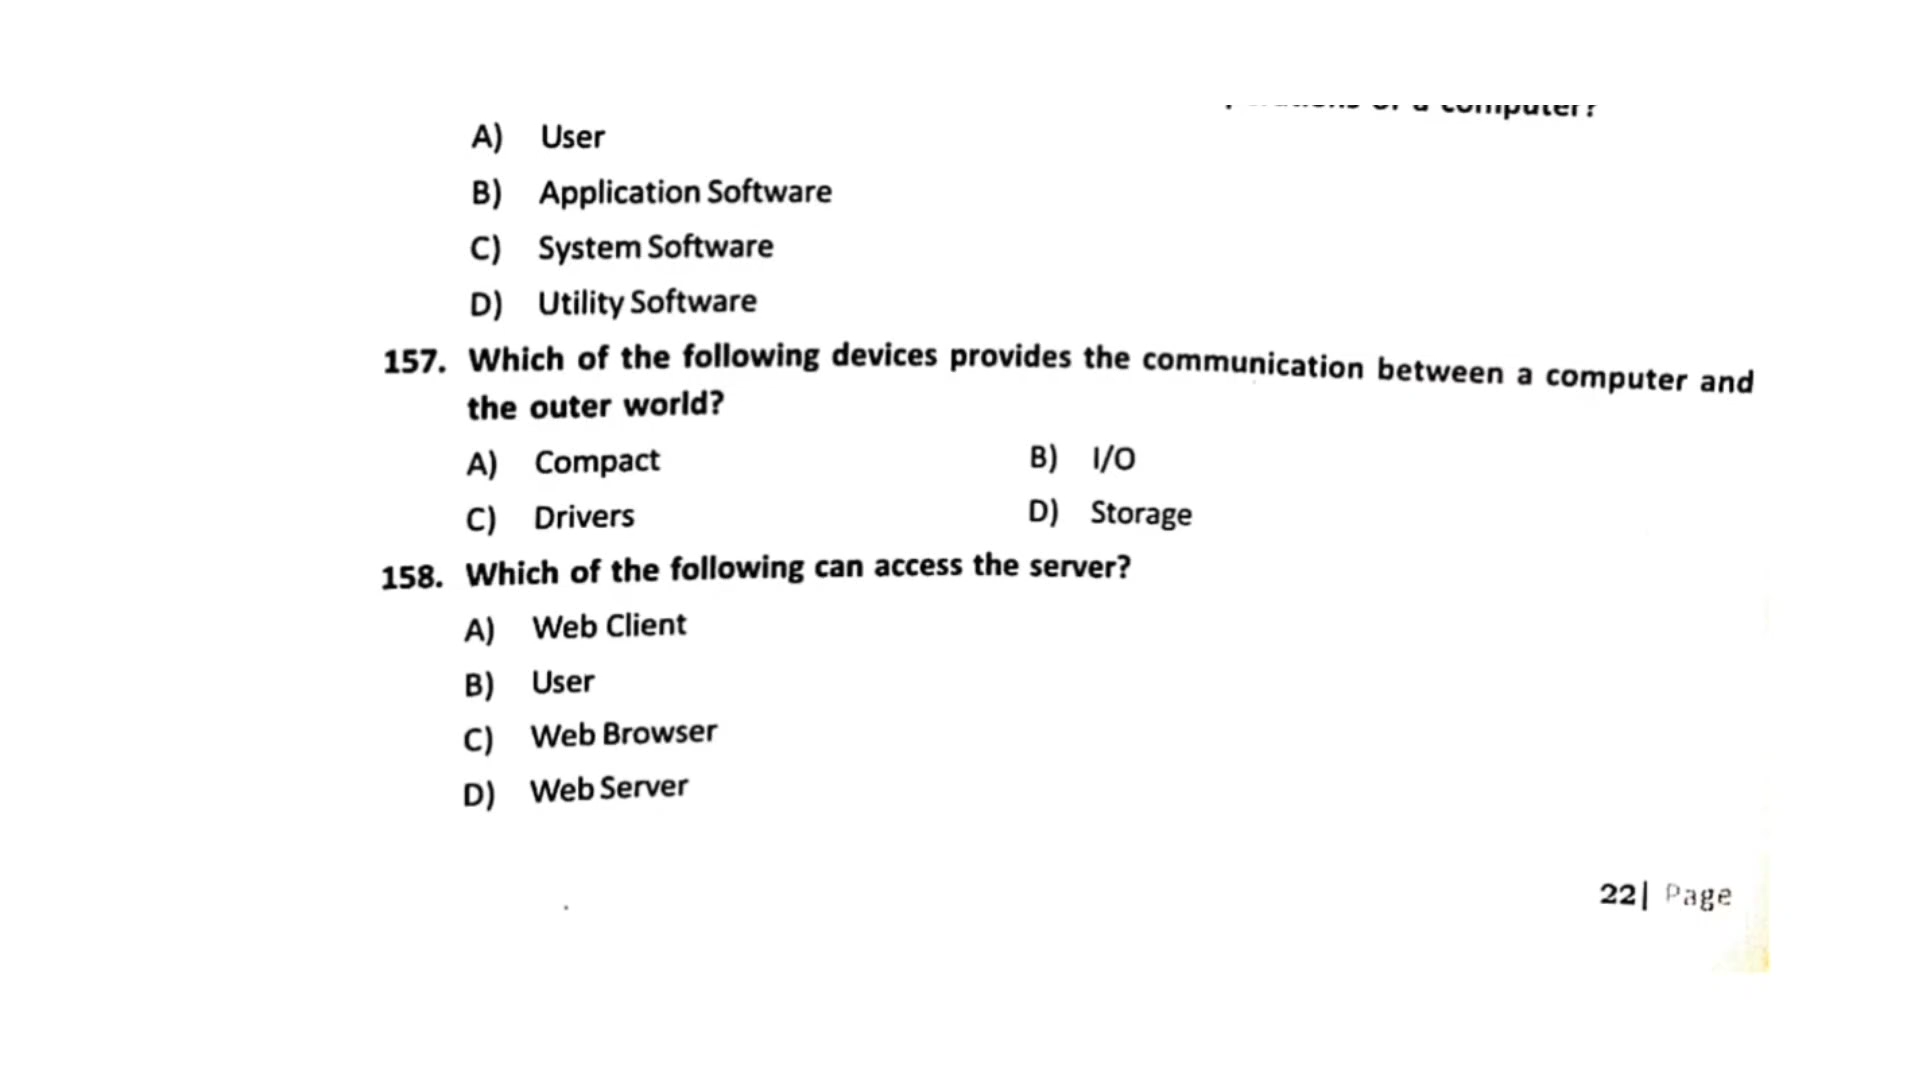 of a computer?
A) User
B) Application Software
C) System Software
D) Utility Software
157. Which of the following devices provides the communication between a computer and
the outer world?
A) Compact B) I/O
C) Drivers D) Storage
158. Which of the following can access the server?
A) Web Client
B) User
C) Web Browser
D) Web Server
22| Page